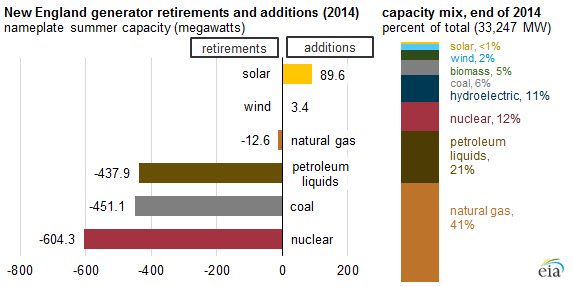 New England generator retirements and additions (2014)
nameplate summer capacity (megawatts)
retirements
additions
solar
89.6
wind
3.4
-12.6
natural gas
-437.9
petroleum
liquids
-451.1
coal
-604.3
nuclear
-800
-600
-400
-200
0
200
capacity mix, end of 2014
percent of total (33,247 MW)
solar, <1%
wind, 2%
biomass, 5%
coal, 6%
hydroelectric, 11%
nuclear, 12%
petroleum
liquids,
21%
natural gas,
41%
eia